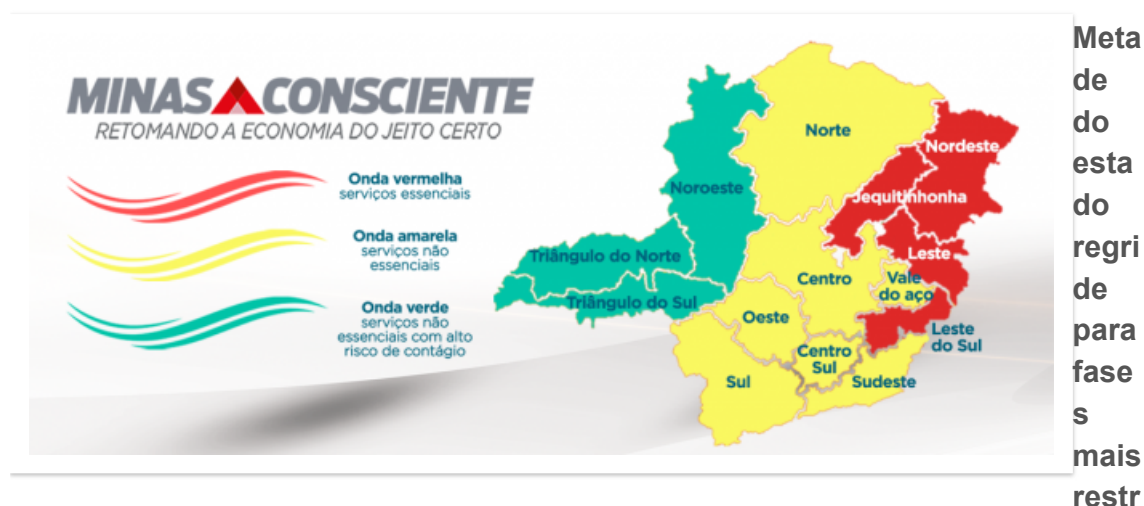 MINAS CONSCIENTE
RETOMANDO A ECONOMIA DO JEITO CERTO
Onda vermelha
serviços essenciais
Onda amarela
serviços não
essenciais
Onda verde
serviços não
essenciais com alto
risco de contágio
Norte
Nordeste
Noroeste
Jequitinhonha
Triângulo do Norte
Leste
Centro
Vale
do aço
Triângulo do Sul
Oeste
Leste
do Sul
Centro
Sul
Sul
Sudeste
Meta
de
do
esta
do
regri
de
para
fase
s
mais
restr